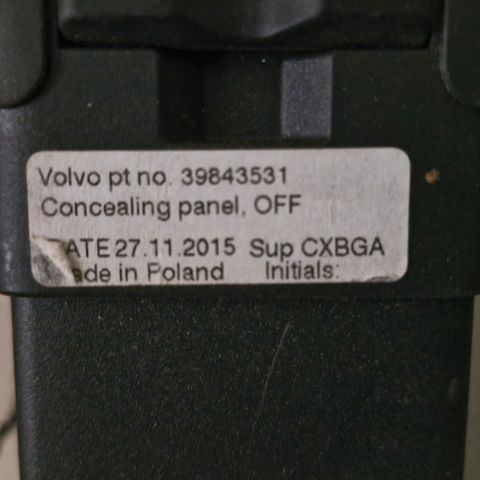 Volvo pt no. 39843531
Concealing panel, OFF
ATE 27.11.2015 Sup CXBGA
ade in Poland Initials: